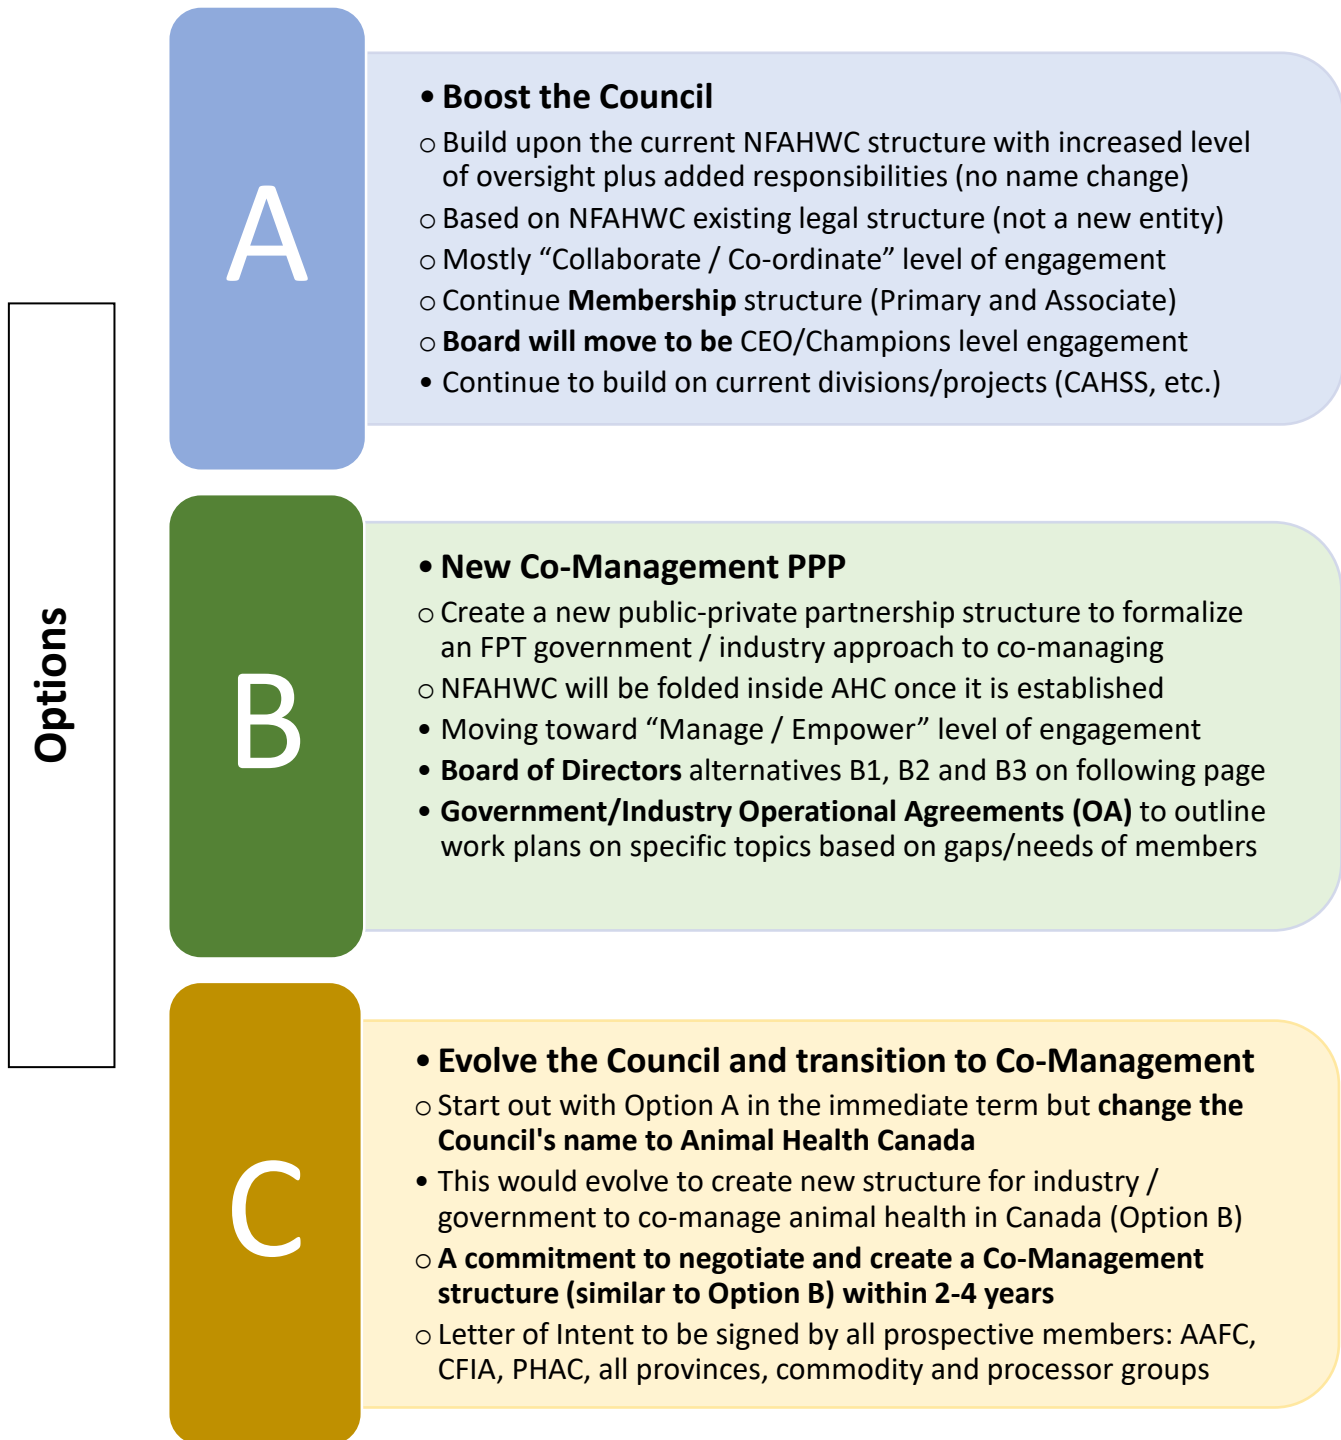 Options
A
• Boost the Council
o Build upon the current NFAHWC structure with increased level
of oversight plus added responsibilities (no name change)
o Based on NFAHWC existing legal structure (not a new entity)
o Mostly “Collaborate / Co-ordinate” level of engagement
o Continue Membership structure (Primary and Associate)
o Board will move to be CEO/Champions level engagement
• Continue to build on current divisions/projects (CAHSS, etc.)
B
• New Co-Management PPP
o Create a new public-private partnership structure to formalize
an FPT government / industry approach to co-managing
o NFAHWC will be folded inside AHC once it is established
• Moving toward “Manage / Empower” level of engagement
• Board of Directors alternatives B1, B2 and B3 on following page
• Government/Industry Operational Agreements (OA) to outline
work plans on specific topics based on gaps/needs of members
C
• Evolve the Council and transition to Co-Management
o Start out with Option A in the immediate term but change the
Council's name to Animal Health Canada
• This would evolve to create new structure for industry /
government to co-manage animal health in Canada (Option B)
o A commitment to negotiate and create a Co-Management
structure (similar to Option B) within 2-4 years
o Letter of Intent to be signed by all prospective members: AAFC,
CFIA, PHAC, all provinces, commodity and processor groups